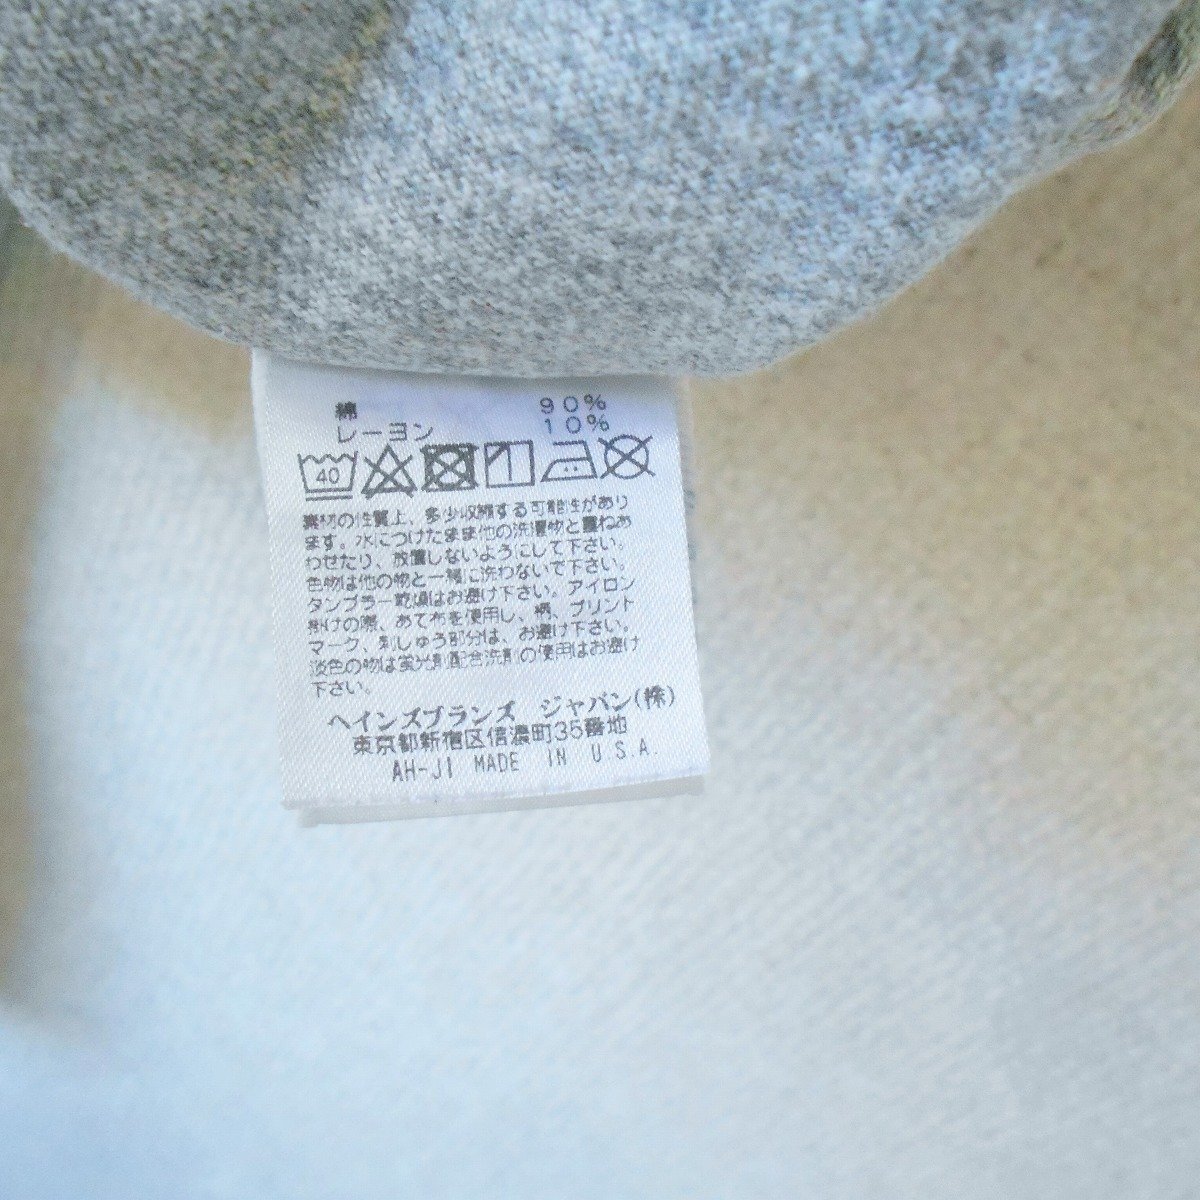 綿 90%
レーヨン 10%
40
素材の性質上、多少収縮する可能性があり
ます。水につけたまま他の洗濯物と重ねあ
わせたり、放置しないようにして下さい。
色物は他の物と一緒に洗わないで下さい。
タンブラー乾燥はお避け下さい。アイロン
掛けの際、あて布を使用し、柄、プリント
マーク、刺しゅう部分は、お避け下さい。
淡色の物は蛍光剤配合洗剤の使用はお避け
下さい。
ヘインズブランズ ジャパン(株)
東京都新宿区信濃町35番地
AH-J1 MADE IN U.S.A.